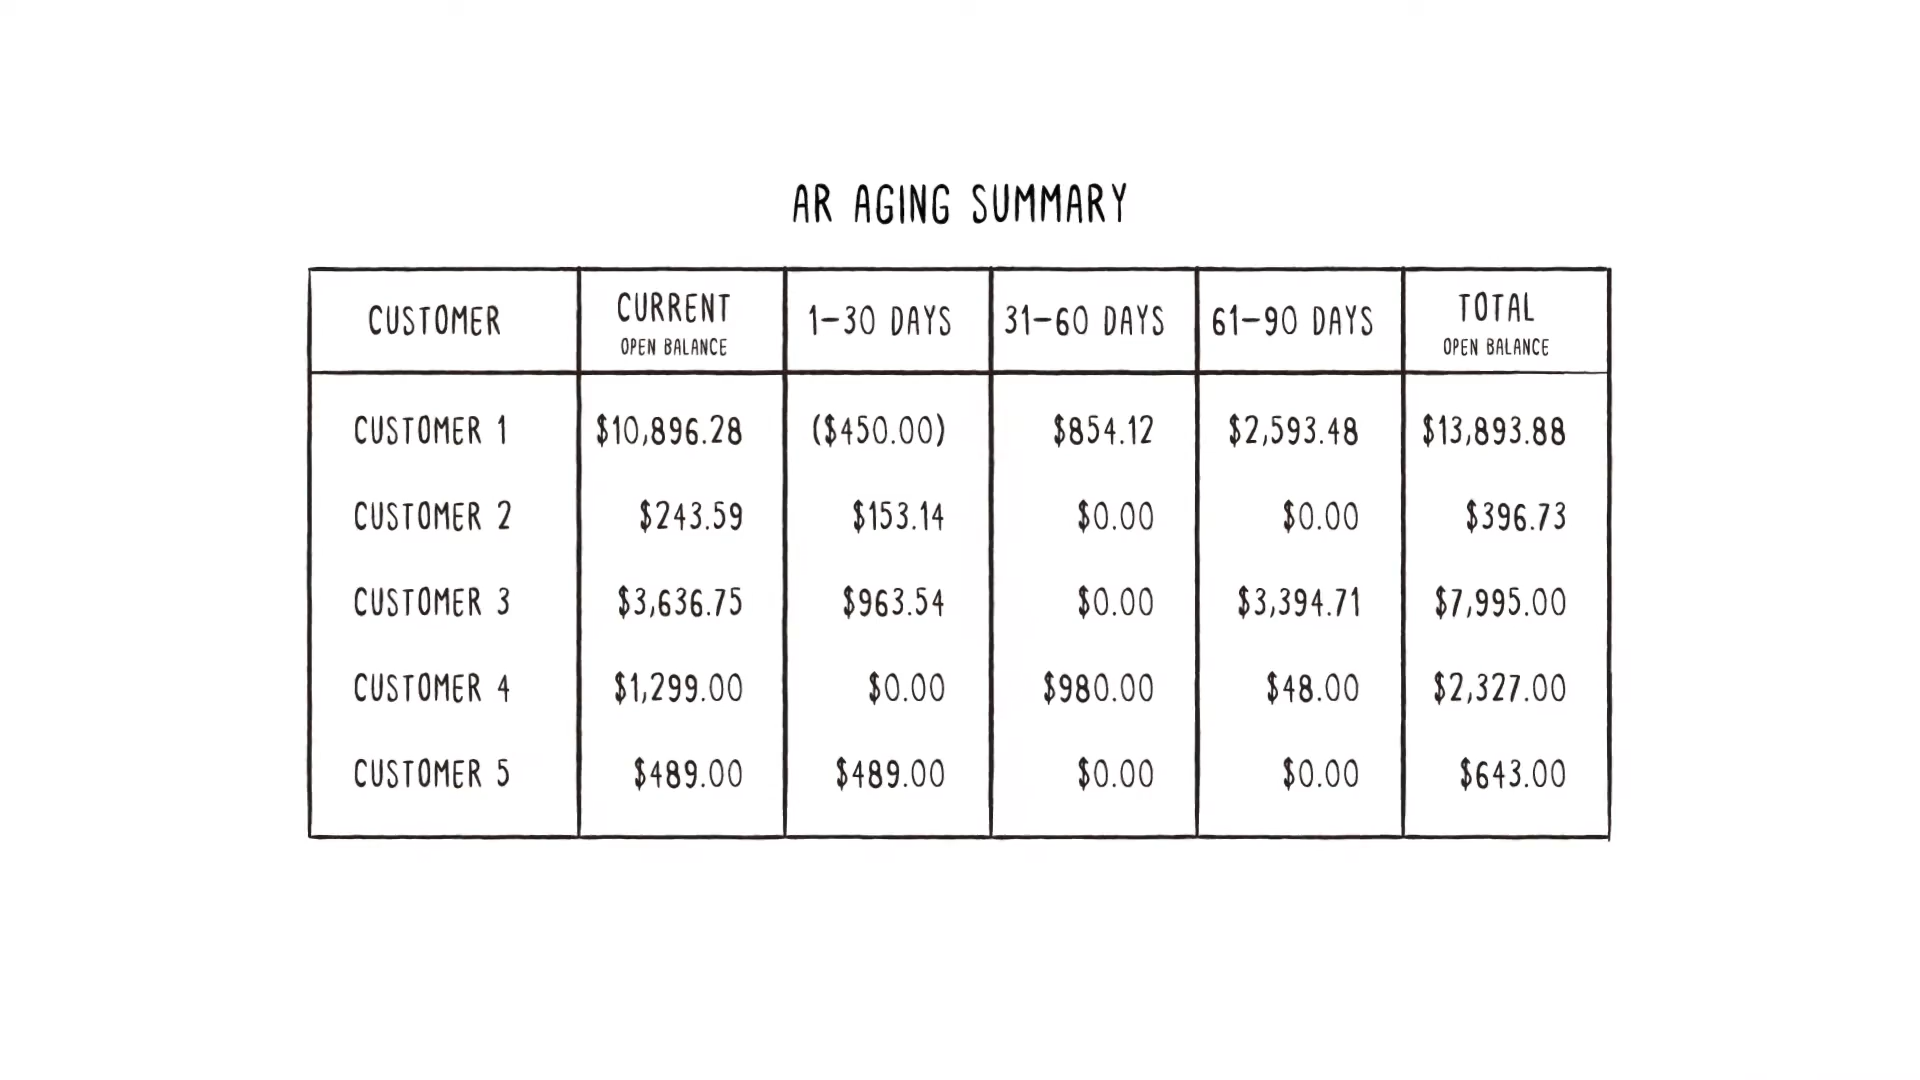 AR AGING SUMMARY
CUSTOMER CURRENT OPEN BALANCE 1–30 DAYS 31–60 DAYS 61–90 DAYS TOTAL OPEN BALANCE
CUSTOMER 1 $10,896.28 ($450.00) $854.12 $2,593.48 $13,893.88
CUSTOMER 2 $243.59 $153.14 $0.00 $0.00 $396.73
CUSTOMER 3 $3,636.75 $963.54 $0.00 $3,394.71 $7,995.00
CUSTOMER 4 $1,299.00 $0.00 $980.00 $48.00 $2,327.00
CUSTOMER 5 $489.00 $489.00 $0.00 $0.00 $643.00